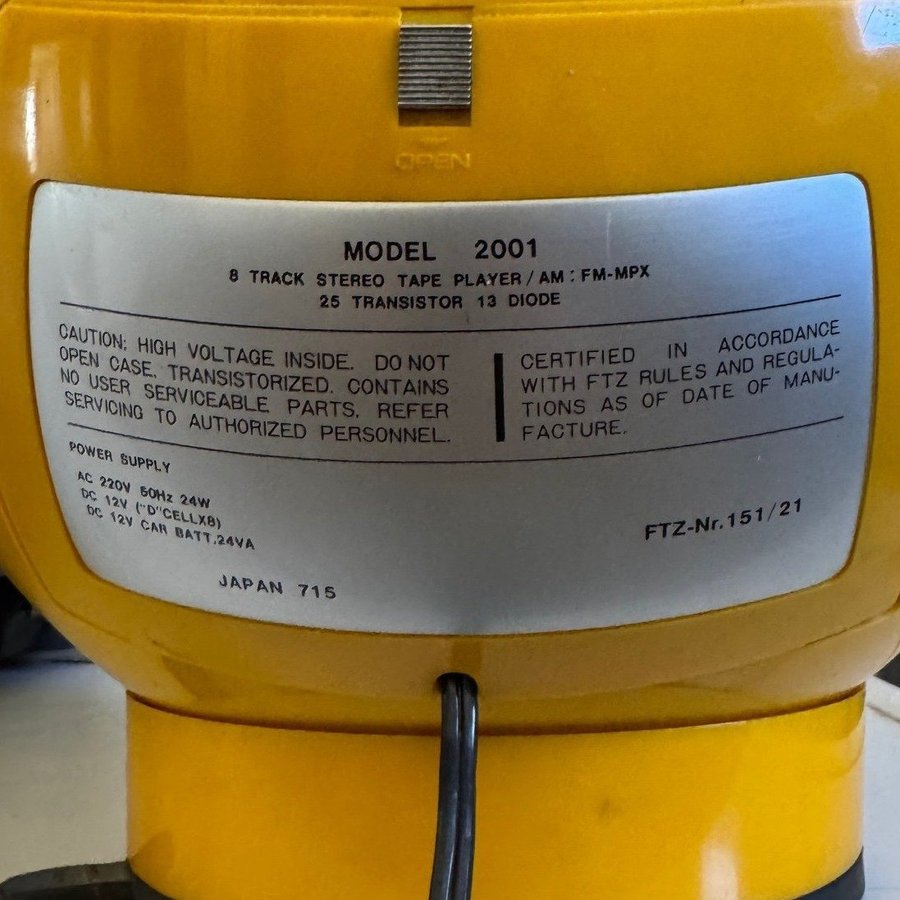 OPEN
MODEL 2001
8 TRACK STEREO TAPE PLAYER/AM:FM-MPX
25 TRANSISTOR 13 DIODE
CAUTION; HIGH VOLTAGE INSIDE. DO NOT
OPEN CASE. TRANSISTORIZED. CONTAINS
NO USER SERVICEABLE PARTS. REFER
SERVICING TO AUTHORIZED PERSONNEL.
CERTIFIED IN ACCORDANCE
WITH FTZ RULES AND REGULA-
TIONS AS OF DATE OF MANU-
FACTURE.
POWER SUPPLY
AC 220V 50Hz 24W
DC 12V ("D"CELLX8)
DC 12V CAR BATT.24VA
FTZ-Nr.151/21
JAPAN 715